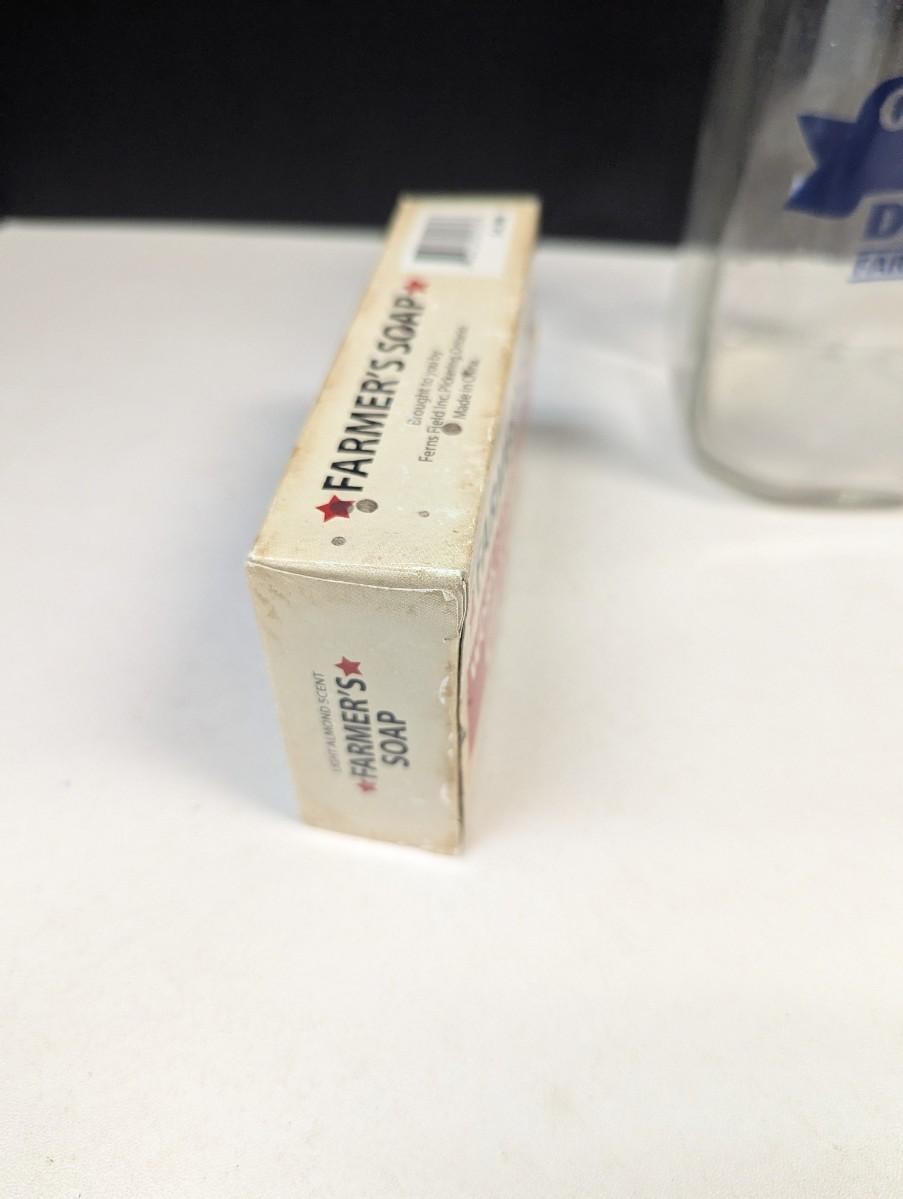 FARMER'S SOAP
Brought to you by
Ferns Field Inc. Pickering, Ontario
Made in China
LIGHT ALMOND SCENT
FARMER'S
SOAP
D